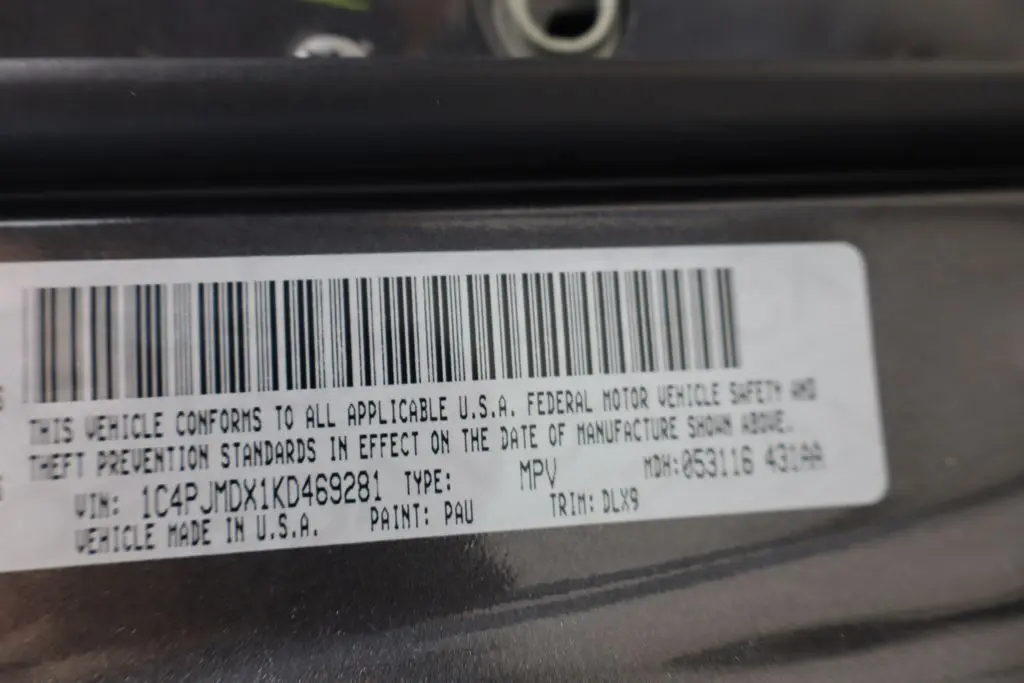 THIS VEHICLE CONFORMS TO ALL APPLICABLE U.S.A. FEDERAL MOTOR VEHICLE SAFETY AND
THEFT PREVENTION STANDARDS IN EFFECT ON THE DATE OF MANUFACTURE SHOWN ABOVE.
VIN: 1C4PJMDX1KD469281 TYPE: MPV MDH:053116 431AA
VEHICLE MADE IN U.S.A. PAINT: PAU TRIM: DLX9